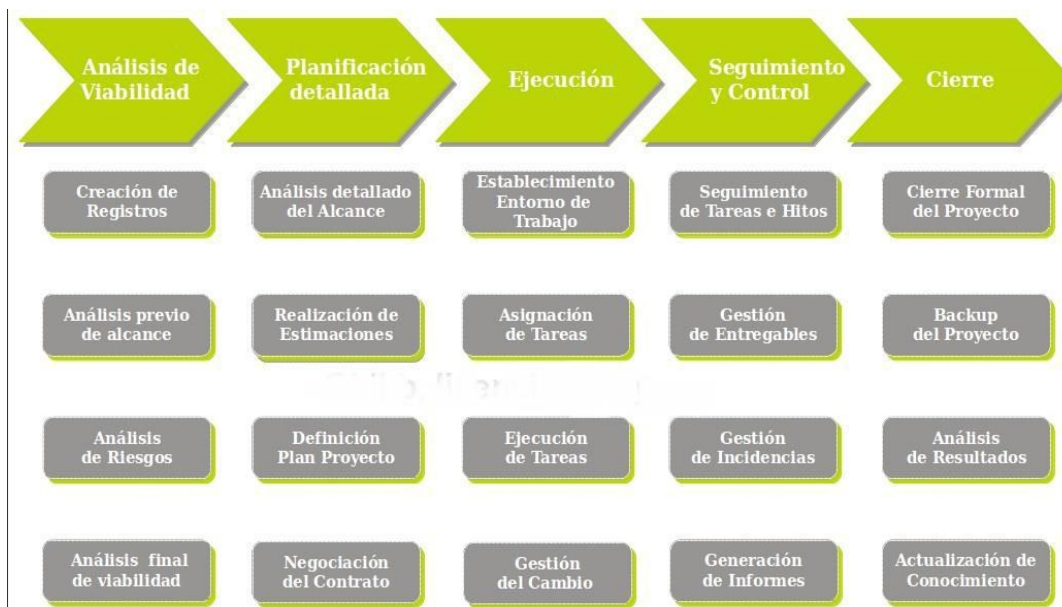 Análisis de
Viabilidad
Planificación
detallada
Ejecución
Seguimiento
y Control
Cierre
Creación de
Registros
Análisis detallado
del Alcance
Establecimiento
Entorno de
Trabajo
Seguimiento
de Tareas e Hitos
Cierre Formal
del Proyecto
Análisis previo
de alcance
Realización de
Estimaciones
Asignación
de Tareas
Gestión
de Entregables
Backup
del Proyecto
Análisis
de Riesgos
Definición
Plan Proyecto
Ejecución
de Tareas
Gestión
de Incidencias
Análisis
de Resultados
Análisis final
de viabilidad
Negociación
del Contrato
Gestión
del Cambio
Generación
de Informes
Actualización de
Conocimiento